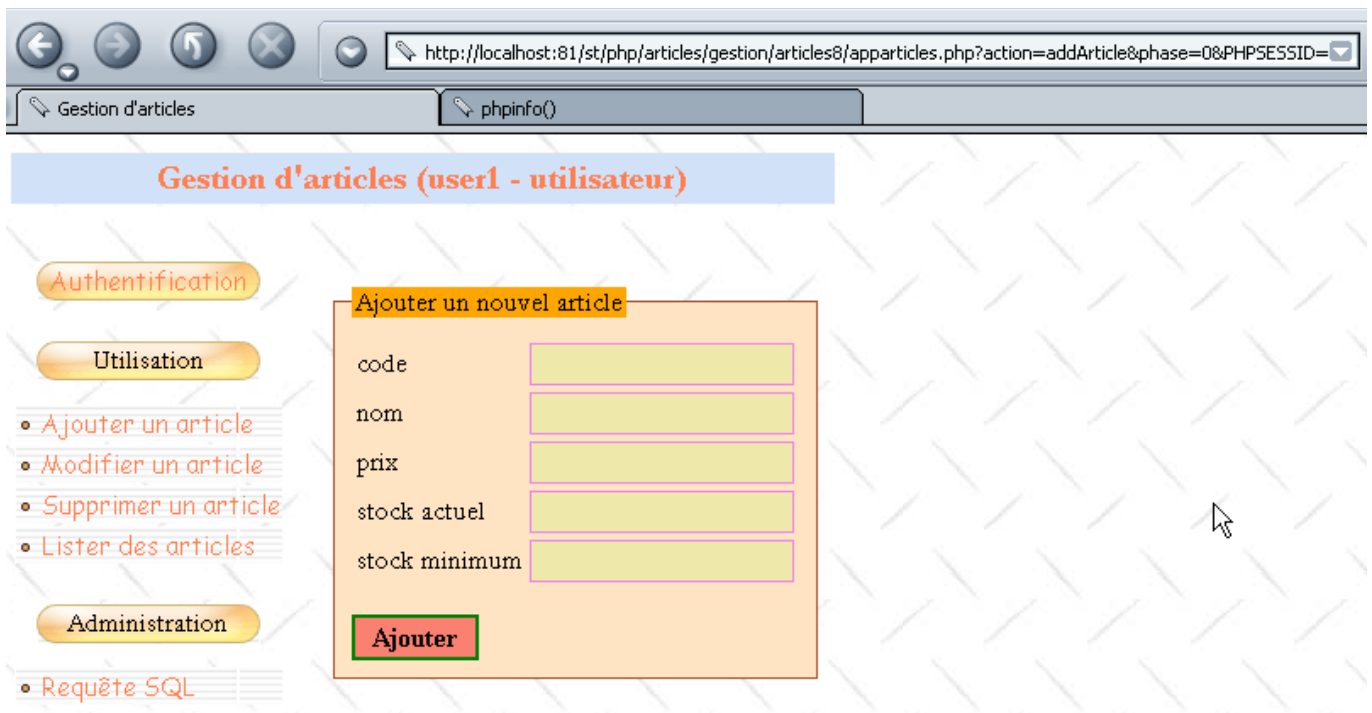 http://localhost:81/st/php/articles/gestion/articles8/apparticles.php?action=addArticle&phase=0&PHPSESSID=
Gestion d'articles
phpinfo()
Gestion d'articles (user1 - utilisateur)
Authentification
Utilisation
• Ajouter un article
• Modifier un article
• Supprimer un article
• Lister des articles
Administration
• Requête SQL
Ajouter un nouvel article
code
nom
prix
stock actuel
stock minimum
Ajouter